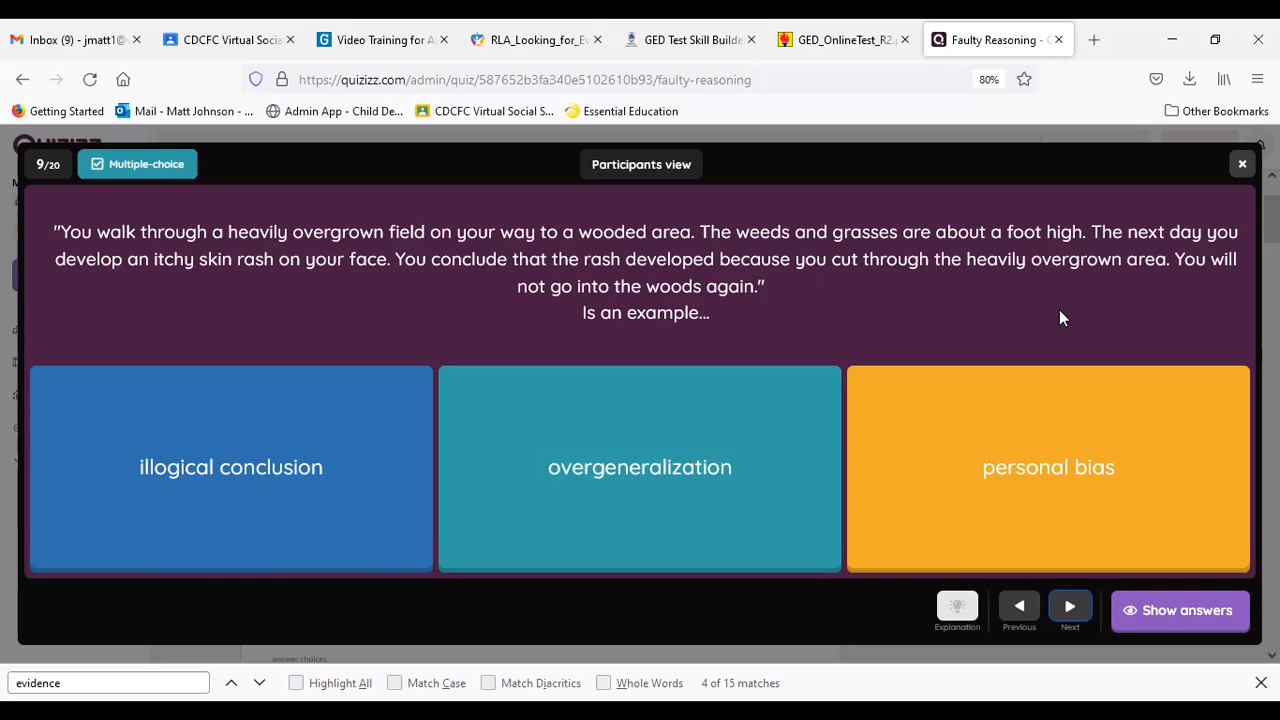 Inbox (9) - jmatt1@
CDCFC Virtual Socia
Video Training for A
RLA_Looking_for_Ev
GED Test Skill Builde
GED_OnlineTest_R2.
Faulty Reasoning -
https://quizizz.com/admin/quiz/587652b3fa340e5102610b93/faulty-reasoning
80%
Getting Started
Mail - Matt Johnson - ...
Admin App - Child De...
CDCFC Virtual Social S...
Essential Education
Other Bookmarks
9/20
Multiple-choice
Participants view
"You walk through a heavily overgrown field on your way to a wooded area. The weeds and grasses are about a foot high. The next day you
develop an itchy skin rash on your face. You conclude that the rash developed because you cut through the heavily overgrown area. You will
not go into the woods again."
Is an example...
illogical conclusion
overgeneralization
personal bias
Explanation
Previous
Next
Show answers
answer choices
evidence
Highlight All
Match Case
Match Diacritics
Whole Words
4 of 15 matches